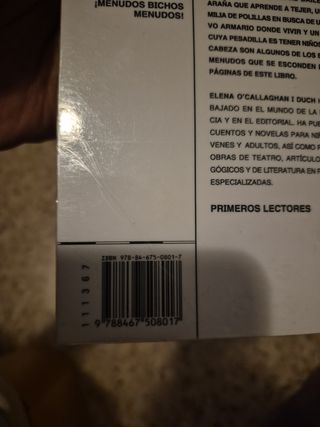 ¡MENUDOS BICHOS
MENUDOS!
ARAÑA QUE APRENDE A TEJER, U
MILIA DE POLILLAS EN BUSCA DE U
VO ARMARIO DONDE VIVIR Y UN
CUYA PESADILLA ES TENER NIÑO
CABEZA SON ALGUNOS DE LOS B
MENUDOS QUE SE ESCONDEN
PÁGINAS DE ESTE LIBRO.
ELENA O'CALLAGHAN I DUCH
BAJADO EN EL MUNDO DE LA
CIA Y EN EL EDITORIAL. HA PU
CUENTOS Y NOVELAS PARA NI
VENES Y ADULTOS, ASÍ COMO
OBRAS DE TEATRO, ARTÍCULO
GÓGICOS Y DE LITERATURA EN R
ESPECIALIZADAS.
PRIMEROS LECTORES
ISBN 978-84-675-0801-7
111367
9 788467 508017